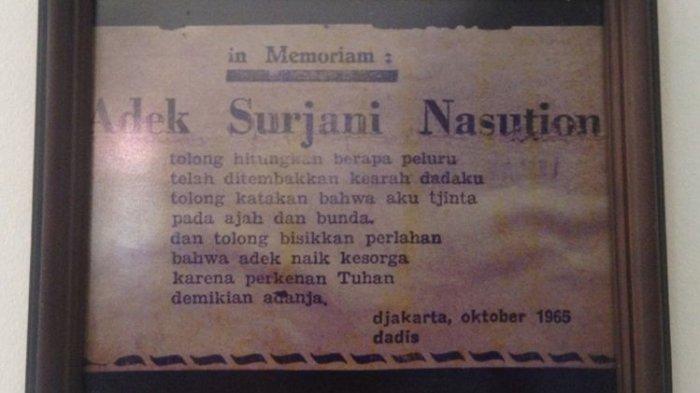 in Memoriam :
Adek Surjani Nasution
tolong hitungkan berapa peluru
telah ditembakkan kearah dadaku
tolong katakan bahwa aku tjinta
pada ajah dan bunda.
dan tolong bisikkan perlahan
bahwa adek naik kesorga
karena perkenan Tuhan
demikian adanja.
djakarta, oktober 1965
dadis